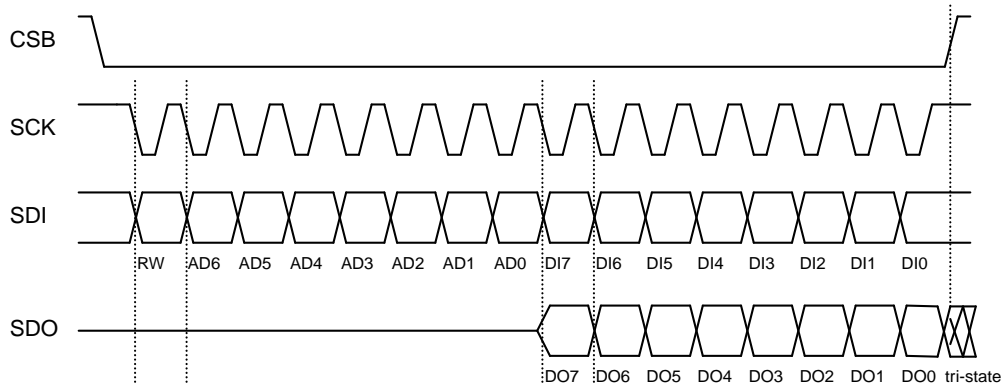 CSB
SCK
SDI
RW AD6 AD5 AD4 AD3 AD2 AD1 AD0 DI7 DI6 DI5 DI4 DI3 DI2 DI1 DI0
SDO
DO7 DO6 DO5 DO4 DO3 DO2 DO1 DO0 tri-state